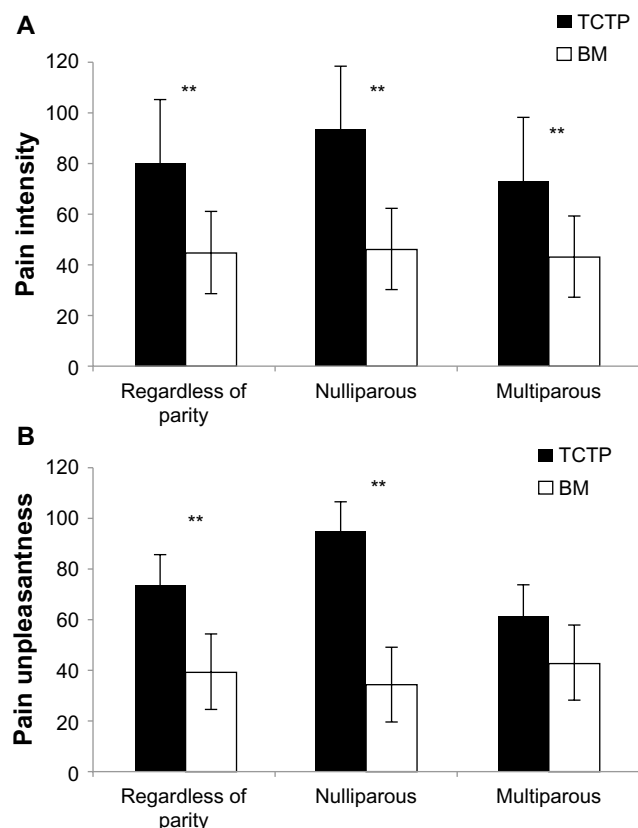 A
TCTP
BM
Pain intensity
120
100
80
60
40
20
0
**
**
**
Regardless of
parity
Nulliparous
Multiparous
B
TCTP
BM
Pain unpleasantness
120
100
80
60
40
20
0
**
**
Regardless of
parity
Nulliparous
Multiparous